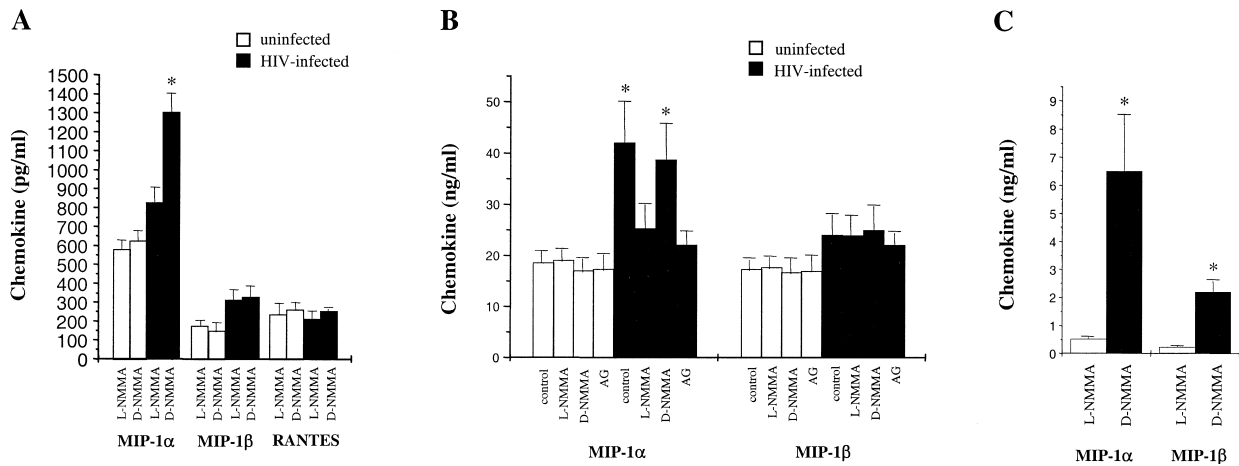 A
uninfected
HIV-infected
*
1500
1400
1300
1200
1100
1000
900
800
700
600
500
400
300
200
100
0
Chemokine (pg/ml)
L-NMMA
D-NMMA
L-NMMA
D-NMMA
L-NMMA
D-NMMA
L-NMMA
D-NMMA
L-NMMA
D-NMMA
L-NMMA
D-NMMA
MIP-1α MIP-1β RANTES
B
uninfected
HIV-infected
*
*
50
40
30
20
10
0
Chemokine (ng/ml)
control
L-NMMA
D-NMMA
AG
control
L-NMMA
D-NMMA
AG
control
L-NMMA
D-NMMA
AG
control
L-NMMA
D-NMMA
AG
MIP-1α MIP-1β
C
*
*
9
8
7
6
5
4
3
2
1
0
Chemokine (ng/ml)
L-NMMA
D-NMMA
L-NMMA
D-NMMA
MIP-1α MIP-1β